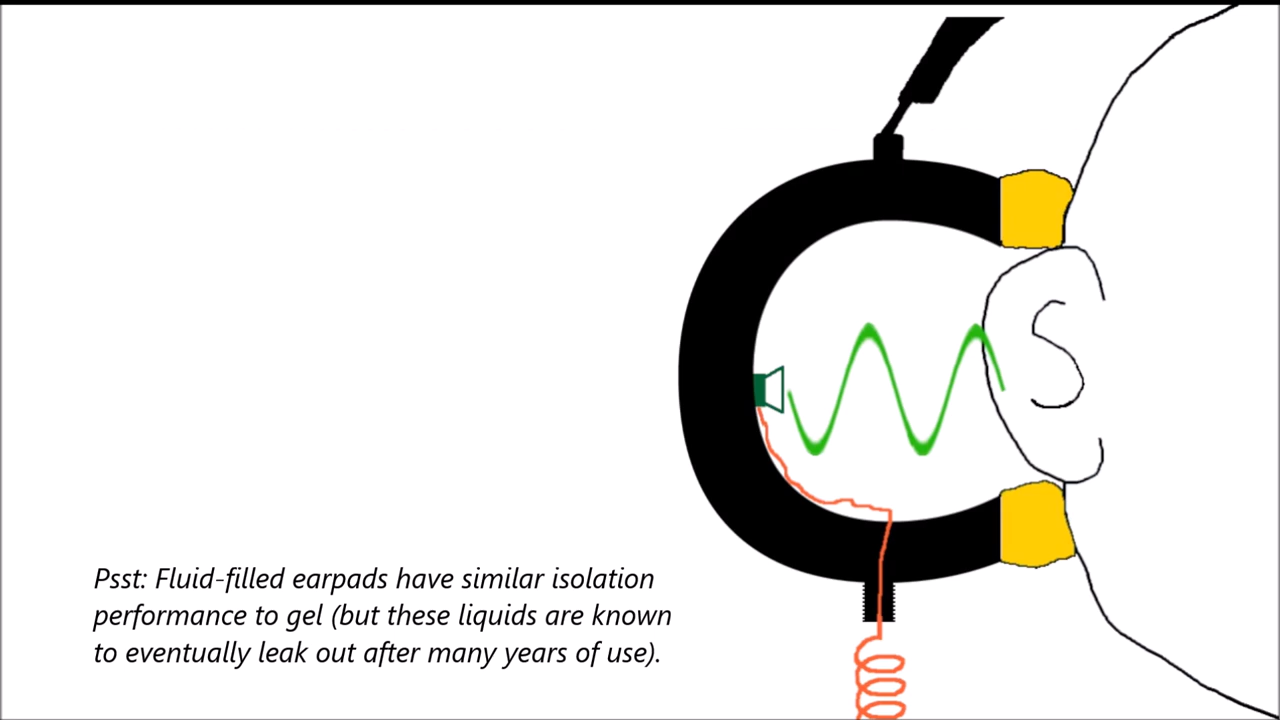 Psst: Fluid-filled earpads have similar isolation
performance to gel (but these liquids are known
to eventually leak out after many years of use).